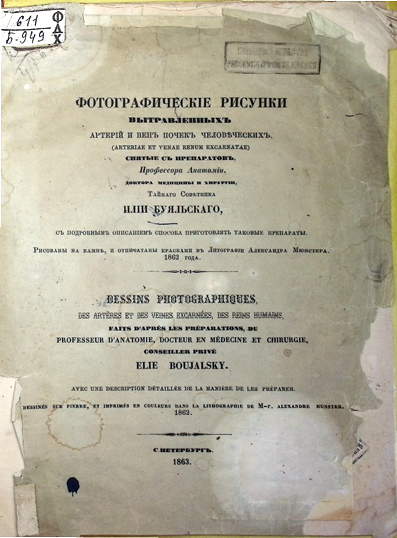 611
Б-949
ФДХ
ФОТОГРАФИЧЕСКІЕ РИСУНКИ
ВЫТРАВЛЕННЫХЪ
АРТЕРІЙ И ВЕНЪ ПОЧЕКЪ ЧЕЛОВѢЧЕСКИХЪ.
(ARTERIAE ET VENAE RENUM EXCARNATAE)
СНЯТЫЕ СЪ ПРЕПАРАТОВЪ,
Профессора Анатоміи,
ДОКТОРА МЕДИЦИНЫ И ХИРУРГІИ,
ТАЙНАГО СОВѢТНИКА
ИЛІИ БУЯЛЬСКАГО,
СЪ ПОДРОБНЫМЪ ОПИСАНІЕМЪ СПОСОБА ПРИГОТОВЛЯТЬ ТАКОВЫЕ ПРЕПАРАТЫ.
РИСОВАНЫ НА КАМНѢ, И ОТПЕЧАТАНЫ КРАСКАМИ ВЪ ЛИТОГРАФІИ АЛЕКСАНДРА МЮНСТЕРА.
1862 ГОДА.
DESSINS PHOTOGRAPHIQUES,
DES ARTÈRES ET DES VEINES EXCARNÉES, DES REINS HUMAINS,
FAITS D'APRÈS LES PRÉPARATIONS, DU
PROFESSEUR D'ANATOMIE, DOCTEUR EN MÉDECINE ET CHIRURGIE,
CONSEILLER PRIVÉ
ELIE BOUJALSKY.
AVEC UNE DESCRIPTION DÉTAILLÉE DE LA MANIÈRE DE LES PRÉPARER.
DESSINÉS SUR PIERRE, ET IMPRIMÉS EN COULEURS DANS LA LITHOGRAPHIE DE M-r. ALEXANDRE MUNSTER.
1862.
С.ПЕТЕРБУРГЪ.
1863.